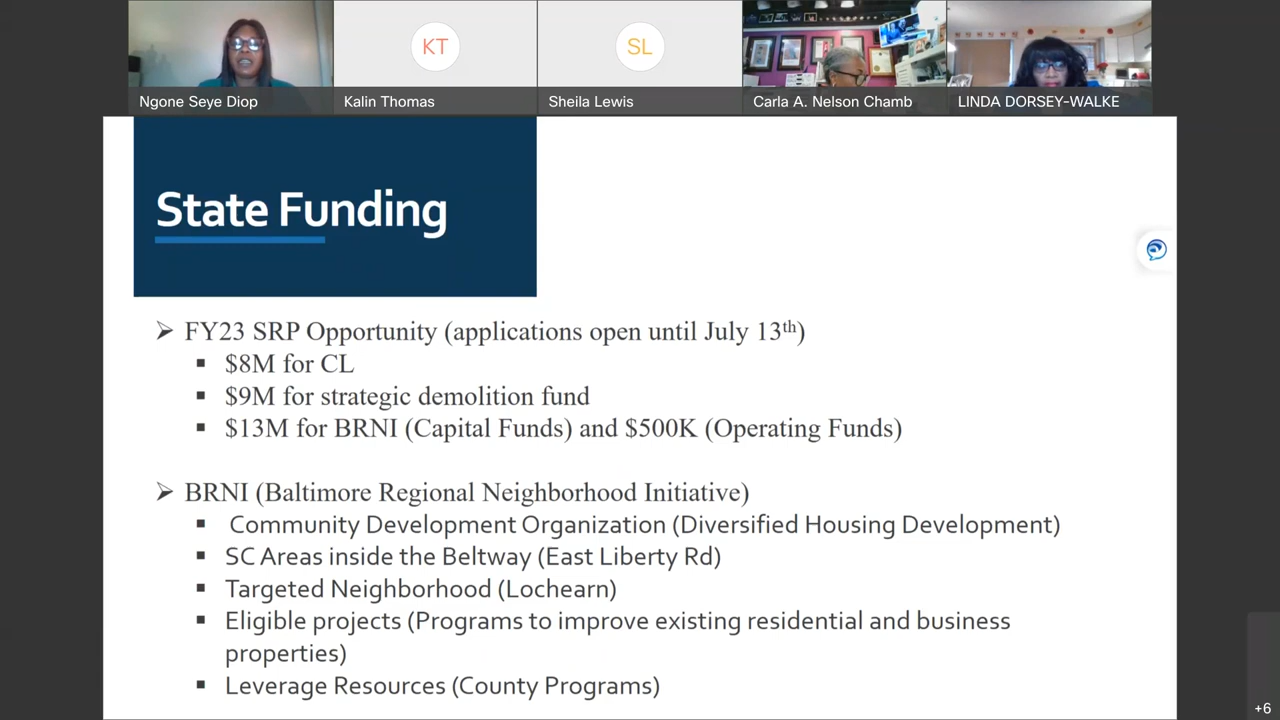 KT
SL
Ngone Seye Diop
Kalin Thomas
Sheila Lewis
Carla A. Nelson Chamb
LINDA DORSEY-WALKE
State Funding
➢ FY23 SRP Opportunity (applications open until July 13th)
▪ $8M for CL
▪ $9M for strategic demolition fund
▪ $13M for BRNI (Capital Funds) and $500K (Operating Funds)
➢ BRNI (Baltimore Regional Neighborhood Initiative)
▪ Community Development Organization (Diversified Housing Development)
▪ SC Areas inside the Beltway (East Liberty Rd)
▪ Targeted Neighborhood (Lochearn)
▪ Eligible projects (Programs to improve existing residential and business
properties)
▪ Leverage Resources (County Programs)
+6